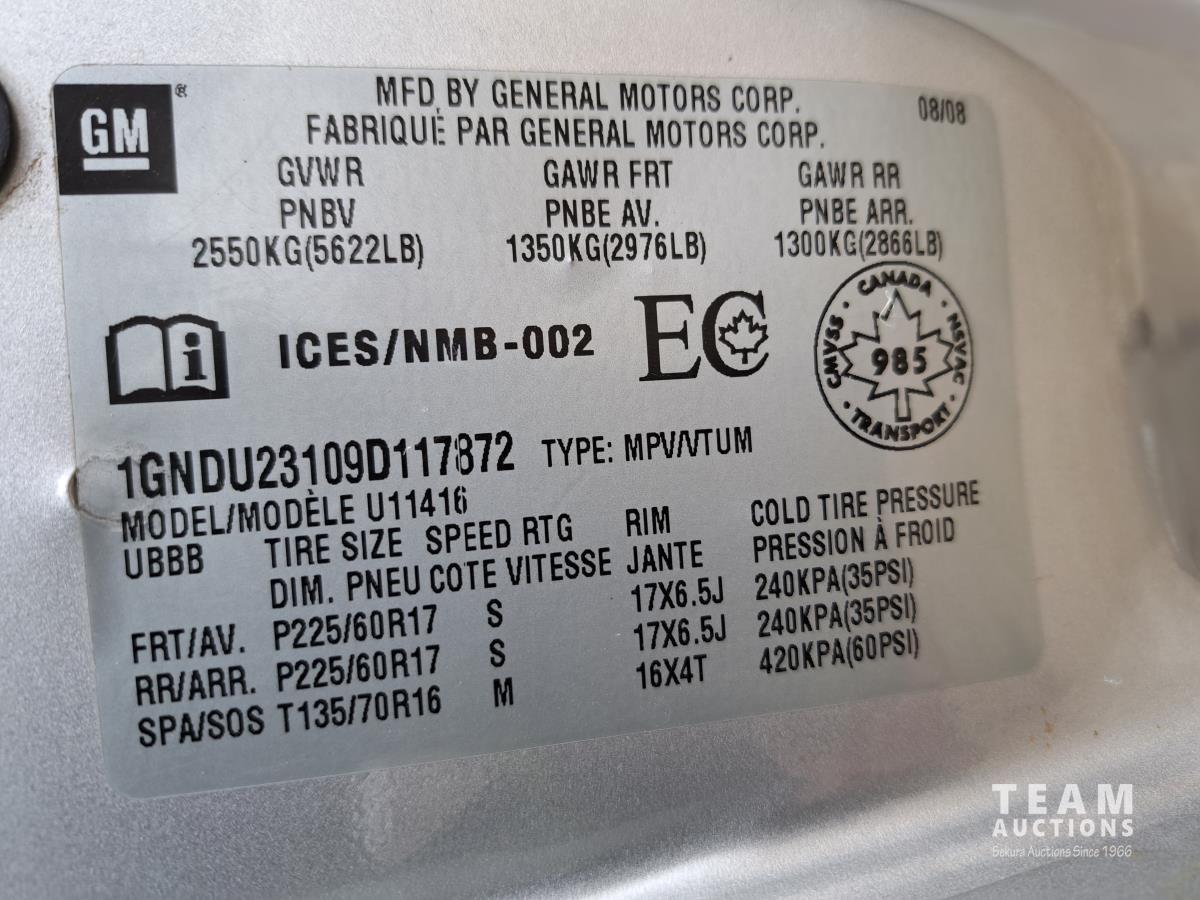 GM ®
MFD BY GENERAL MOTORS CORP. 08/08
FABRIQUÉ PAR GENERAL MOTORS CORP.
GVWR GAWR FRT GAWR RR
PNBV PNBE AV. PNBE ARR.
2550KG(5622LB) 1350KG(2976LB) 1300KG(2866LB)
i ICES/NMB-002 EC
CANADA
CMVSS 985 NSVAC
TRANSPORT
1GNDU23109D117872 TYPE: MPV/VTUM
MODEL/MODÈLE U11416
UBBB TIRE SIZE SPEED RTG RIM COLD TIRE PRESSURE
DIM. PNEU COTE VITESSE JANTE PRESSION À FROID
FRT/AV. P225/60R17 S 17X6.5J 240KPA(35PSI)
RR/ARR. P225/60R17 S 17X6.5J 240KPA(35PSI)
SPA/SOS T135/70R16 M 16X4T 420KPA(60PSI)
TEAM
AUCTIONS
Sekura Auctions Since 1966